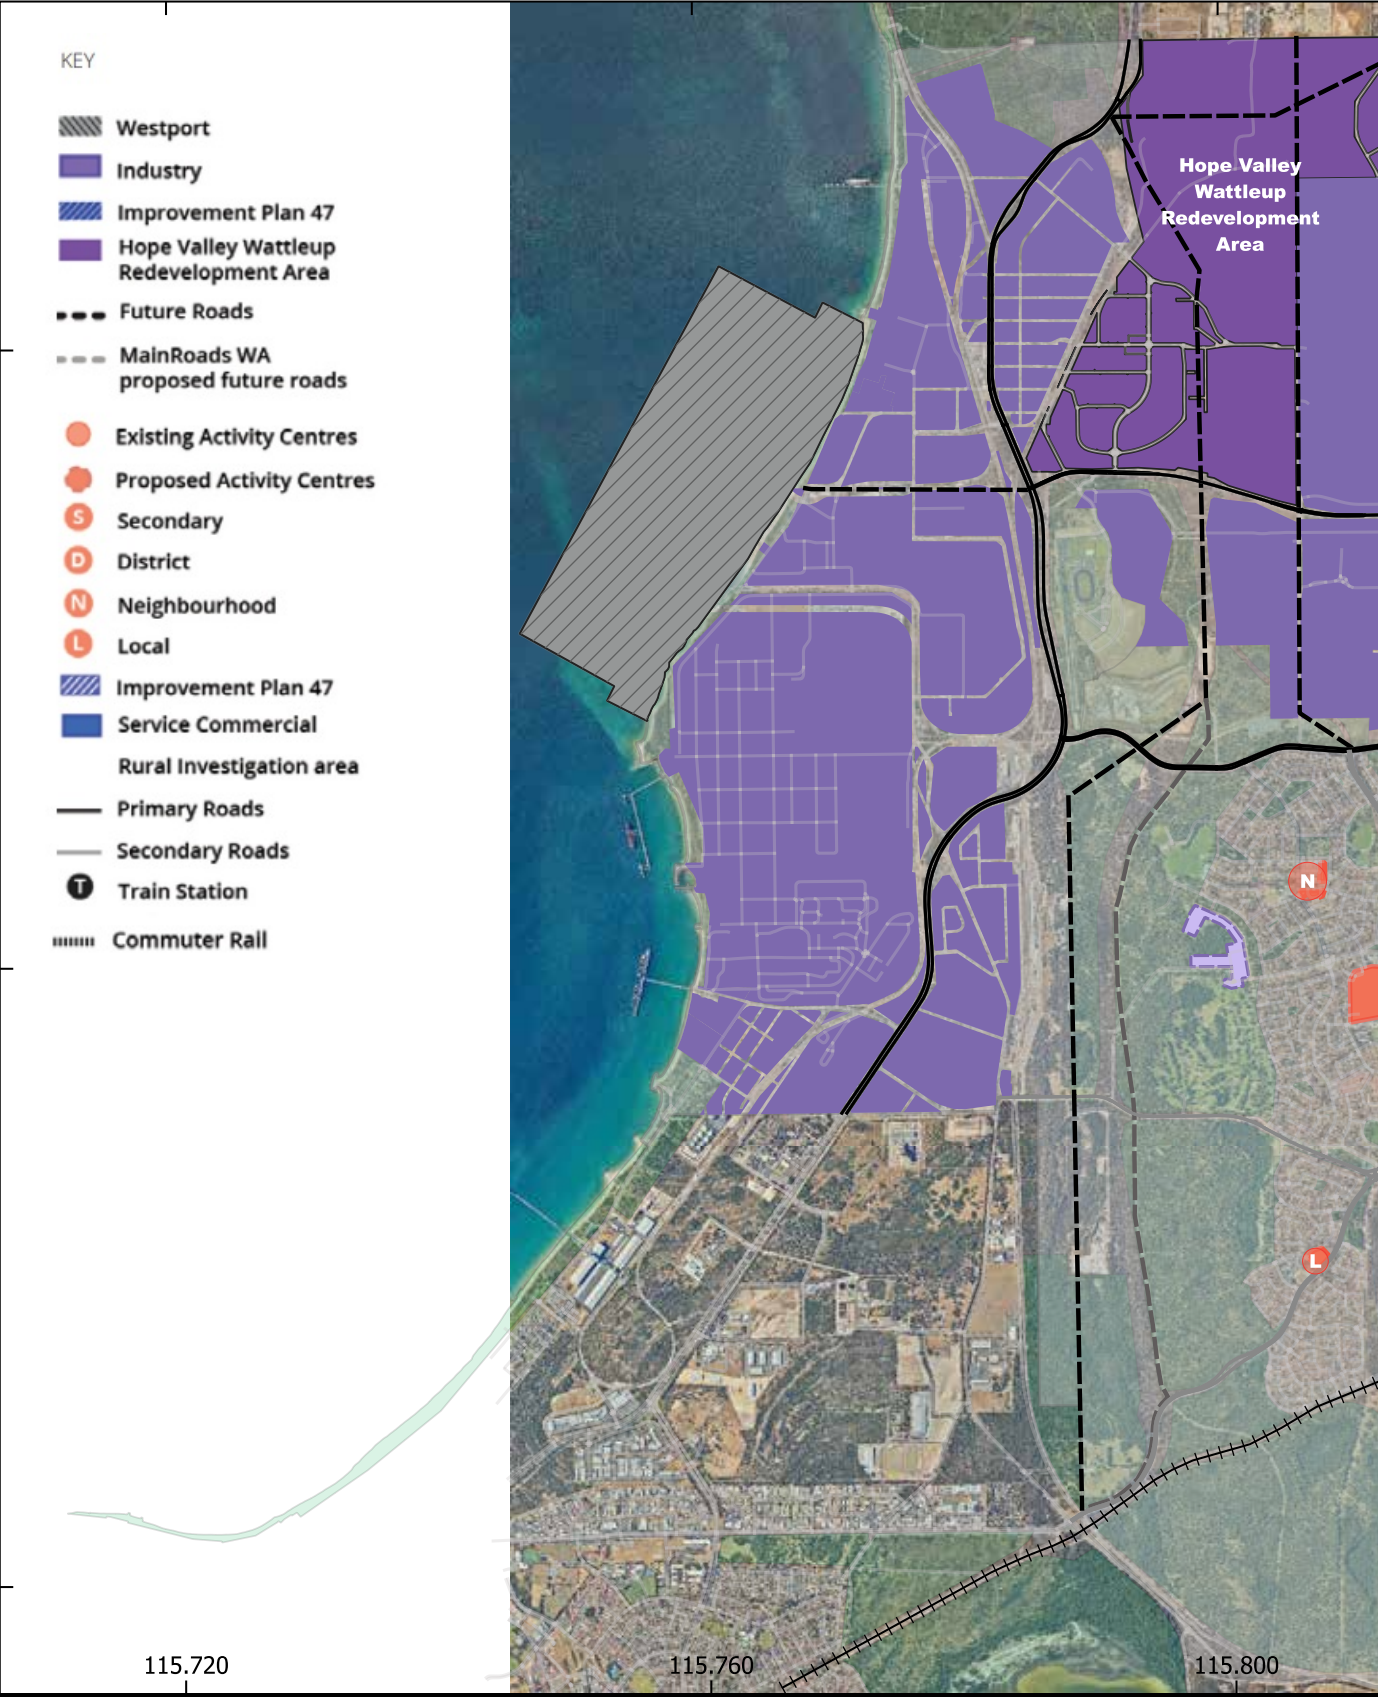 KEY
Westport
Industry
Improvement Plan 47
Hope Valley Wattleup
Redevelopment Area
Future Roads
MainRoads WA
proposed future roads
Existing Activity Centres
Proposed Activity Centres
S Secondary
D District
N Neighbourhood
L Local
Improvement Plan 47
Service Commercial
Rural Investigation area
Primary Roads
Secondary Roads
T Train Station
Commuter Rail
Hope Valley
Wattleup
Redevelopment
Area
N
L
115.720
115.760
115.800